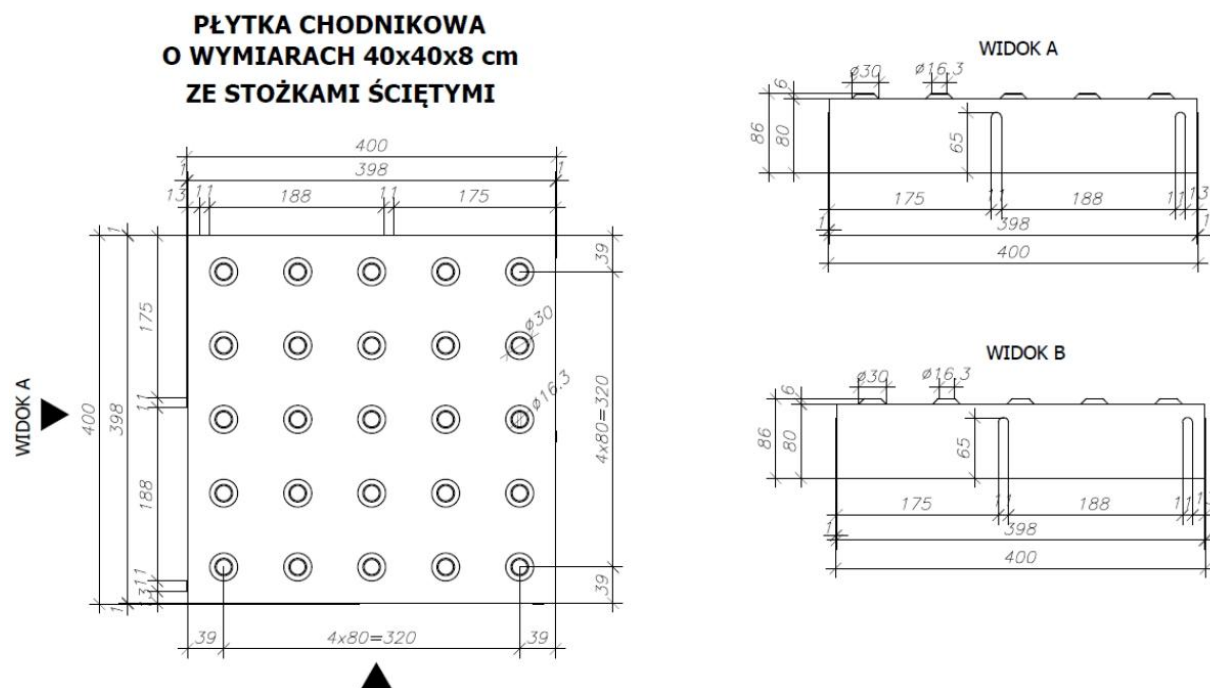 PŁYTKA CHODNIKOWA
O WYMIARACH 40x40x8 cm
ZE STOŻKAMI ŚCIĘTYMI
400
1 398 1
13 11 188 11 175
1
175
11
188
11
13
1
400
398
WIDOK A
39
ø30
ø16,3
4x80=320
39
39 4x80=320 39
WIDOK A
ø30 ø16,3
6
86
80
65
175 11 188 11 13
1 398 1
400
WIDOK B
ø30 ø16,3
6
86
80
65
175 11 188 11
1 398
400